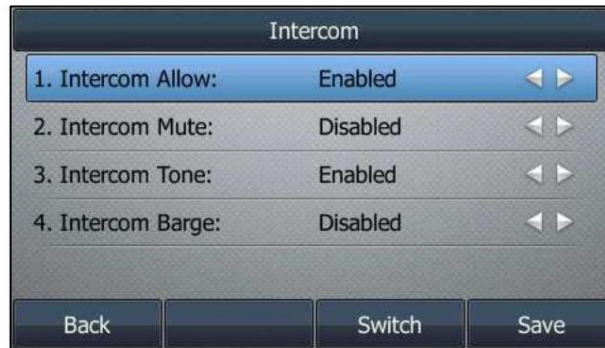 Intercom
1. Intercom Allow: Enabled
2. Intercom Mute: Disabled
3. Intercom Tone: Enabled
4. Intercom Barge: Disabled
Back Switch Save